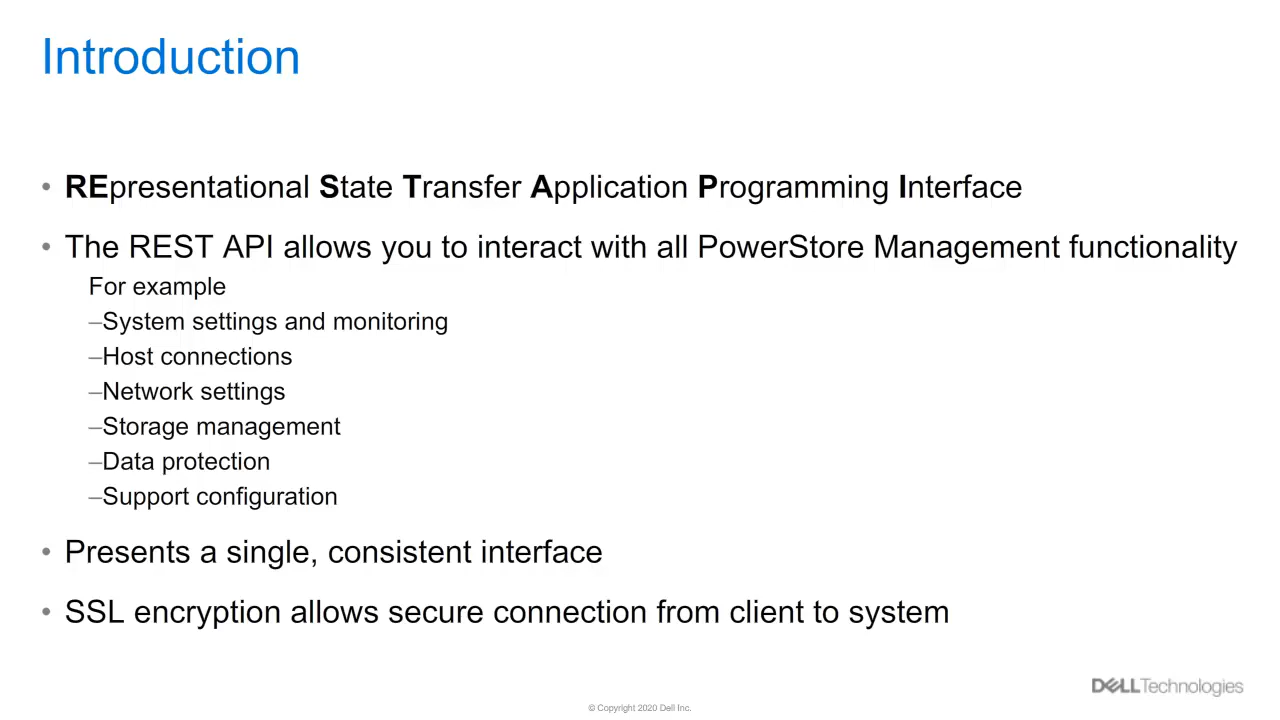 Introduction
• REpresentational State Transfer Application Programming Interface
• The REST API allows you to interact with all PowerStore Management functionality
For example
–System settings and monitoring
–Host connections
–Network settings
–Storage management
–Data protection
–Support configuration
• Presents a single, consistent interface
• SSL encryption allows secure connection from client to system
DELLTechnologies
© Copyright 2020 Dell Inc.